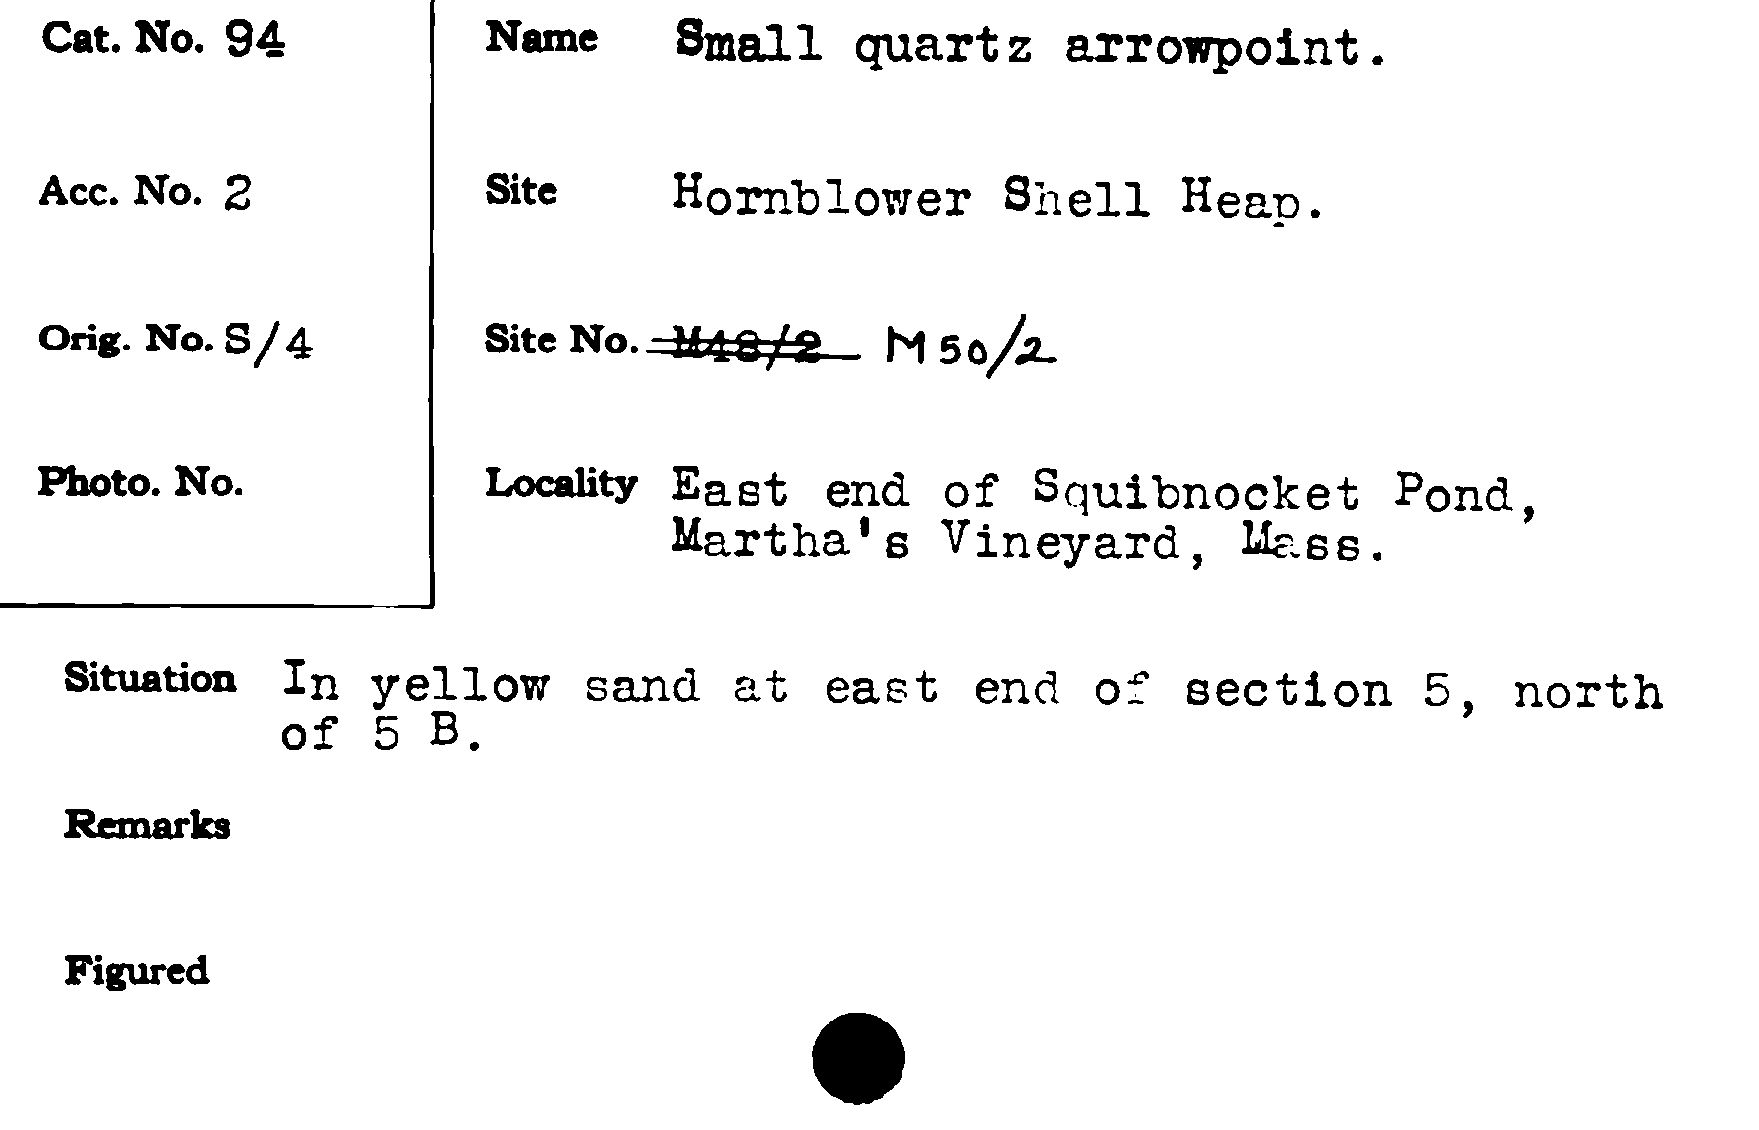 Cat. No. 94
Name Small quartz arrowpoint.
Acc. No. 2
Site Hornblower Shell Heap.
Orig. No. S/4
Site No. M48/2 M50/2
Photo. No.
Locality East end of Squibnocket Pond,
Martha's Vineyard, Mass.
Situation In yellow sand at east end of section 5, north
of 5 B.
Remarks
Figured